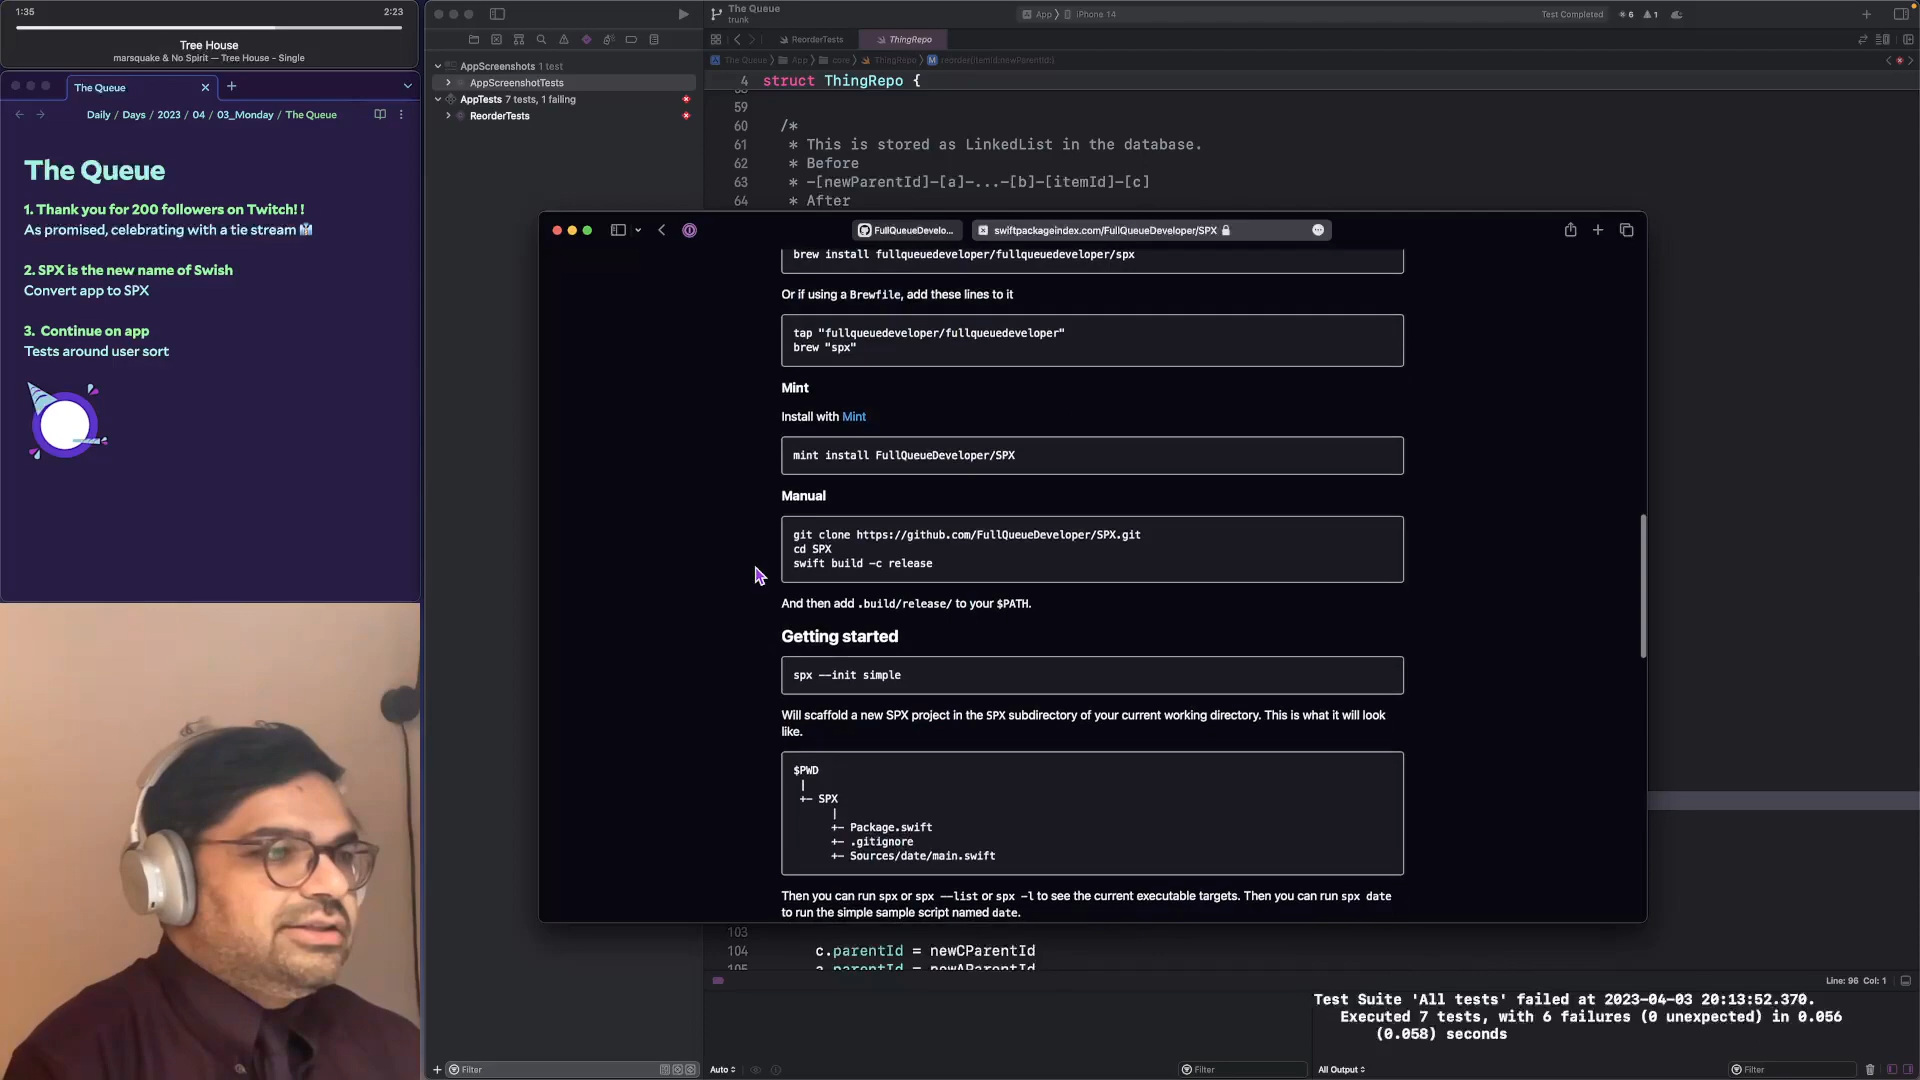 1:35
2:23
Tree House
marsquake & No Spirit — Tree House - Single
The Queue
Daily / Days / 2023 / 04 / 03_Monday / The Queue
The Queue
1. Thank you for 200 followers on Twitch! !
As promised, celebrating with a tie stream
2. SPX is the new name of Swish
Convert app to SPX
3. Continue on app
Tests around user sort
The Queue
trunk
App
iPhone 14
Test Completed
6
1
AppScreenshots 1 test
AppScreenshotTests
AppTests 7 tests, 1 failing
ReorderTests
ReorderTests
ThingRepo
The Queue
App
core
ThingRepo
reorder(itemId:newParentId:)
4 struct ThingRepo {
59
60 /*
61 * This is stored as LinkedList in the database.
62 * Before
63 * -[newParentId]-[a]-...-[b]-[itemId]-[c]
64 * After
FullQueueDevelo...
swiftpackageindex.com/FullQueueDeveloper/SPX
brew install fullqueuedeveloper/fullqueuedeveloper/spx
Or if using a Brewfile, add these lines to it
tap "fullqueuedeveloper/fullqueuedeveloper"
brew "spx"
Mint
Install with Mint
mint install FullQueueDeveloper/SPX
Manual
git clone https://github.com/FullQueueDeveloper/SPX.git
cd SPX
swift build -c release
And then add .build/release/ to your $PATH.
Getting started
spx --init simple
Will scaffold a new SPX project in the SPX subdirectory of your current working directory. This is what it will look
like.
$PWD
|
+— SPX
|
+— Package.swift
+— .gitignore
+— Sources/date/main.swift
Then you can run spx or spx --list or spx -l to see the current executable targets. Then you can run spx date
to run the simple sample script named date.
103
104 c.parentId = newCParentId
105 a.parentId = newAParentId
Line: 96 Col: 1
Test Suite 'All tests' failed at 2023-04-03 20:13:52.370.
Executed 7 tests, with 6 failures (0 unexpected) in 0.056
(0.058) seconds
Filter
Auto
Filter
All Output
Filter